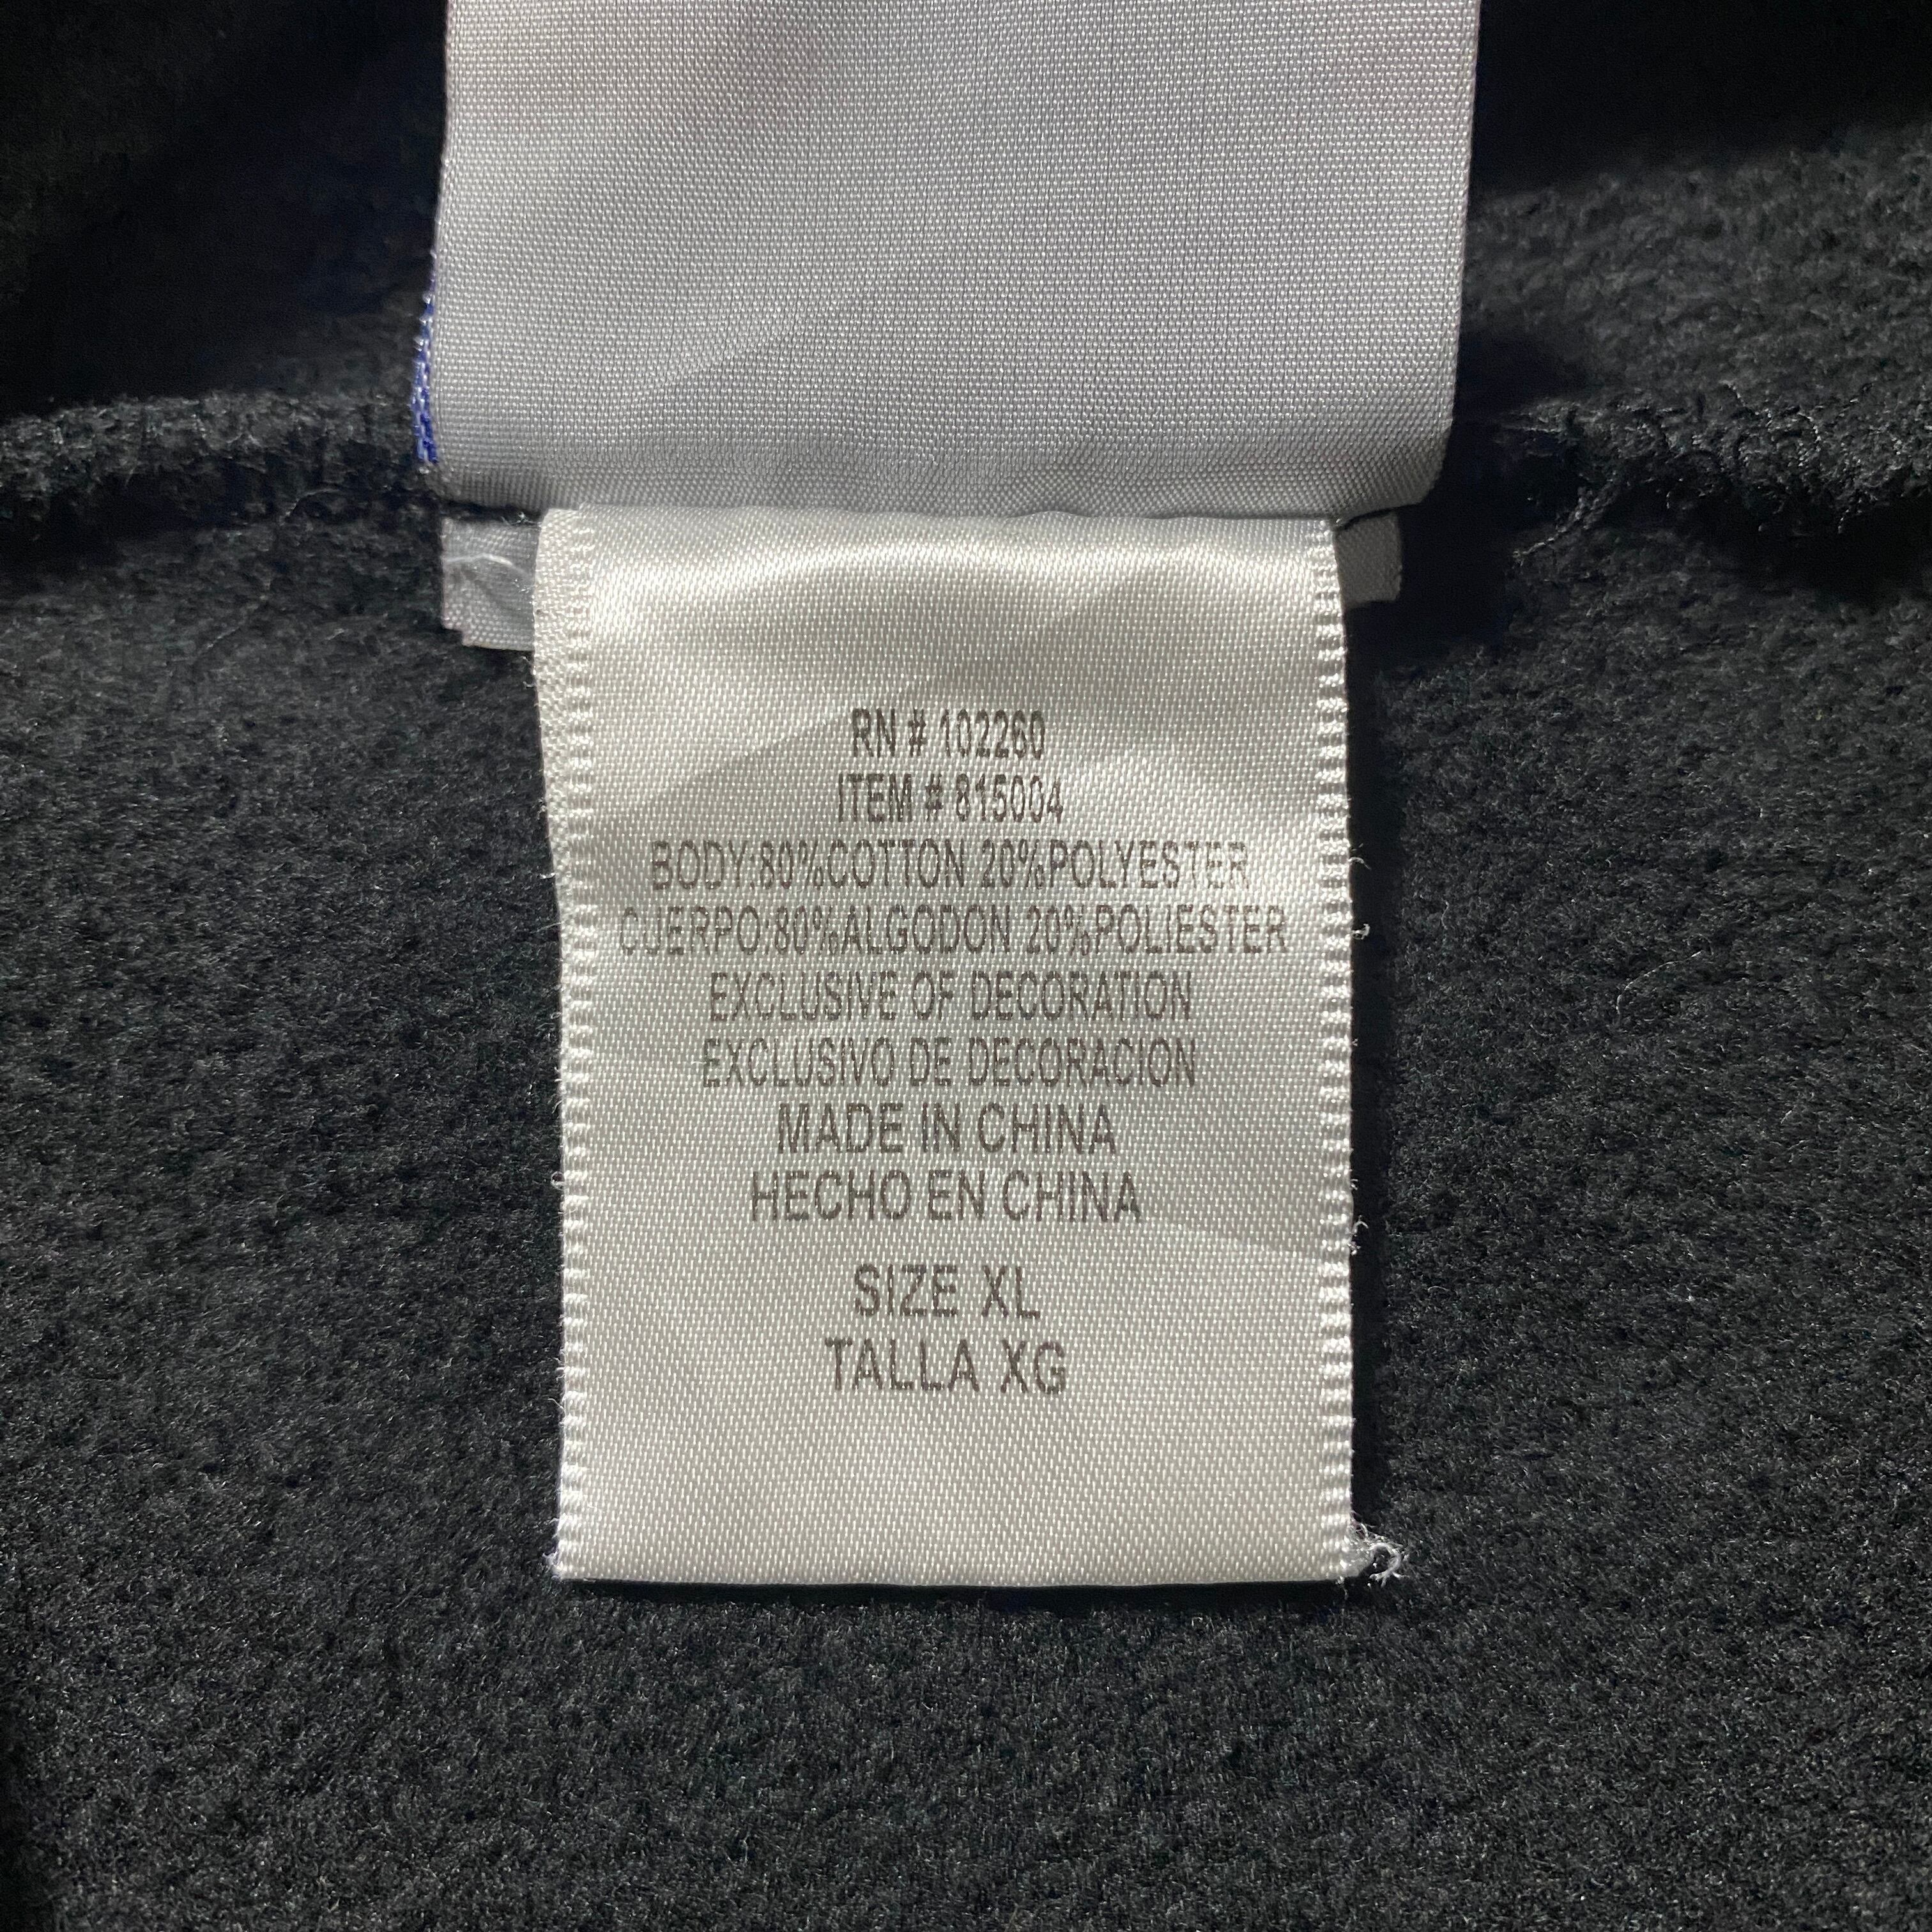 RN # 102260
ITEM # 815004
BODY:80%COTTON 20%POLYESTER
CUERPO:80%ALGODON 20%POLIESTER
EXCLUSIVE OF DECORATION
EXCLUSIVO DE DECORACION
MADE IN CHINA
HECHO EN CHINA
SIZE XL
TALLA XG